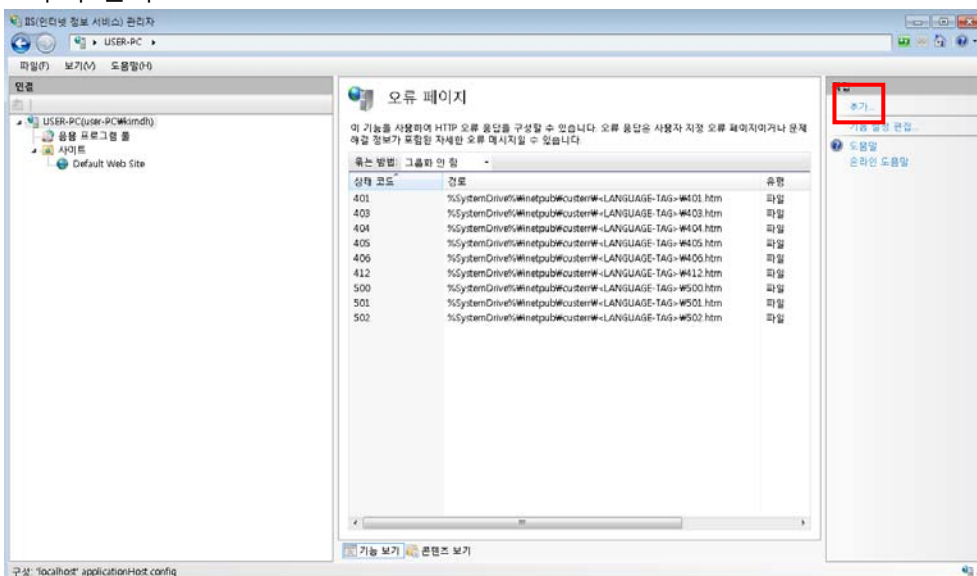 IIS(인터넷 정보 서비스) 관리자
USER-PC
파일(F) 보기(V) 도움말(H)
연결
USER-PC(user-PC₩kimdh)
응용 프로그램 풀
사이트
Default Web Site
오류 페이지
이 기능을 사용하여 HTTP 오류 응답을 구성할 수 있습니다. 오류 응답은 사용자 지정 오류 페이지이거나 문제
해결 정보가 포함된 자세한 오류 메시지일 수 있습니다.
묶는 방법: 그룹화 안 함
상태 코드 경로 유형
401 %SystemDrive%₩inetpub₩custerr₩<LANGUAGE-TAG>₩401.htm 파일
403 %SystemDrive%₩inetpub₩custerr₩<LANGUAGE-TAG>₩403.htm 파일
404 %SystemDrive%₩inetpub₩custerr₩<LANGUAGE-TAG>₩404.htm 파일
405 %SystemDrive%₩inetpub₩custerr₩<LANGUAGE-TAG>₩405.htm 파일
406 %SystemDrive%₩inetpub₩custerr₩<LANGUAGE-TAG>₩406.htm 파일
412 %SystemDrive%₩inetpub₩custerr₩<LANGUAGE-TAG>₩412.htm 파일
500 %SystemDrive%₩inetpub₩custerr₩<LANGUAGE-TAG>₩500.htm 파일
501 %SystemDrive%₩inetpub₩custerr₩<LANGUAGE-TAG>₩501.htm 파일
502 %SystemDrive%₩inetpub₩custerr₩<LANGUAGE-TAG>₩502.htm 파일
추가...
기능 설정 편집...
도움말
온라인 도움말
기능 보기 콘텐츠 보기
구성: 'localhost' applicationHost.config